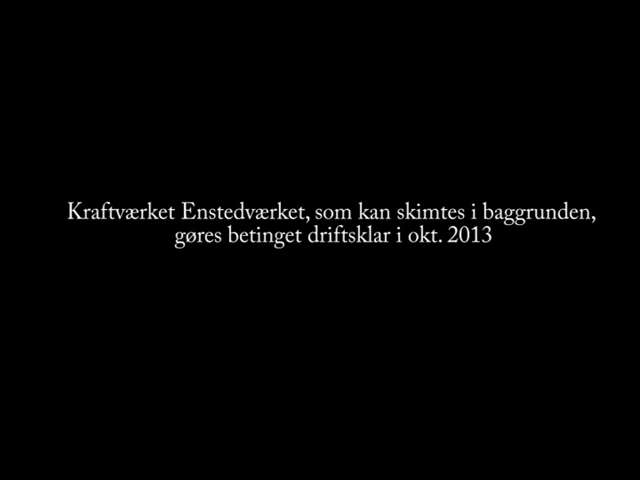 Kraftværket Enstedværket, som kan skimtes i baggrunden,
gøres betinget driftsklar i okt. 2013